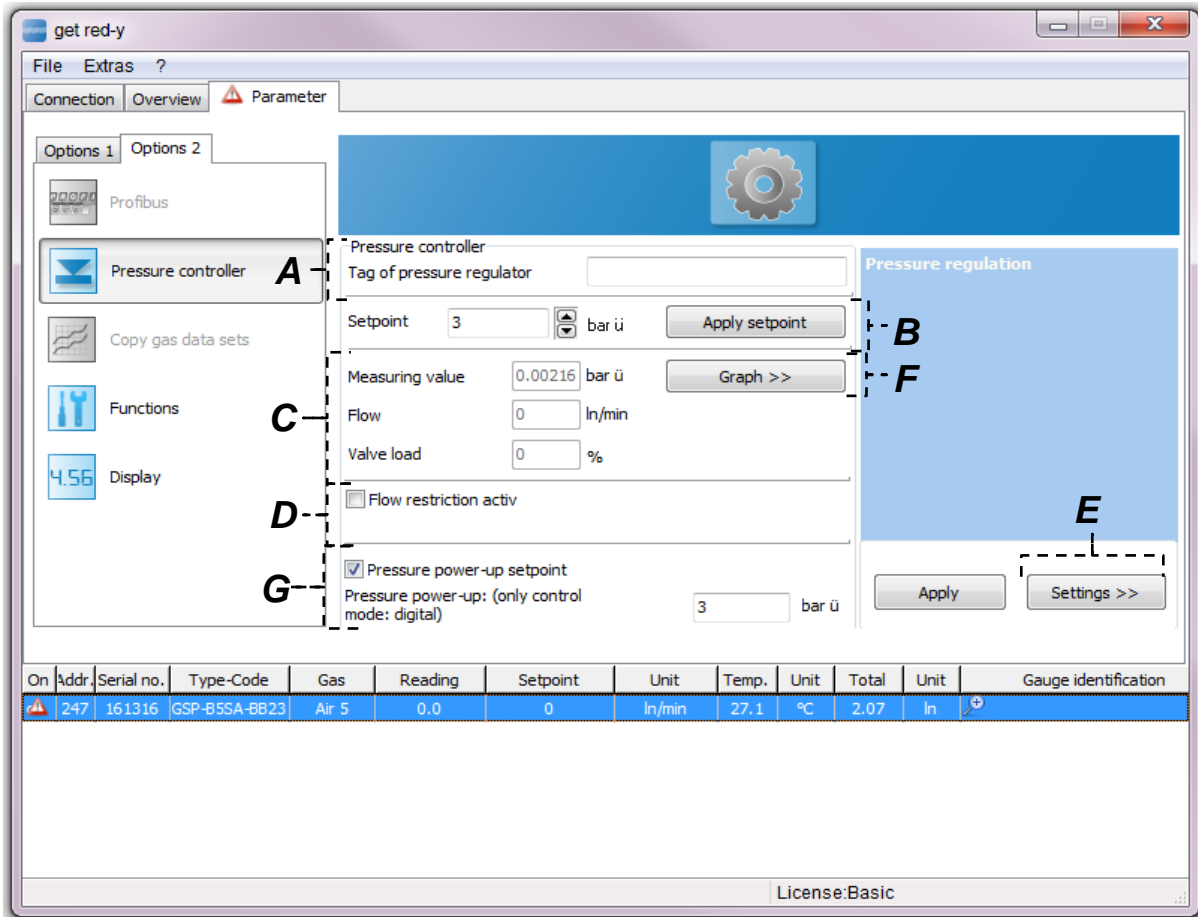 get red-y
File Extras ?
Connection Overview Parameter
Options 1 Options 2
Profibus
Pressure controller
Copy gas data sets
Functions
4.56 Display
A
Pressure controller
Tag of pressure regulator
Setpoint 3 bar ü Apply setpoint
B
C
Measuring value 0.00216 bar ü Graph >>
F
Flow 0 ln/min
Valve load 0 %
D
Flow restriction activ
G
Pressure power-up setpoint
Pressure power-up: (only control
mode: digital) 3 bar ü
Pressure regulation
E
Apply Settings >>
On Addr. Serial no. Type-Code Gas Reading Setpoint Unit Temp. Unit Total Unit Gauge identification
247 161316 GSP-B5SA-BB23 Air 5 0.0 0 ln/min 27.1 °C 2.07 ln
License:Basic